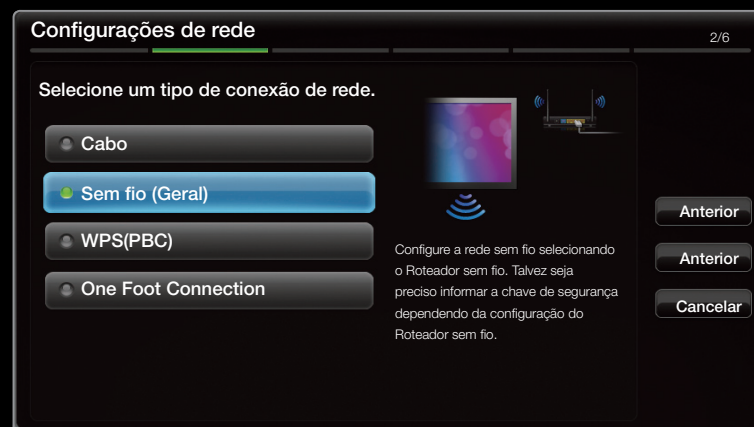 Configurações de rede
2/6
Selecione um tipo de conexão de rede.
Cabo
Sem fio (Geral)
WPS(PBC)
One Foot Connection
Configure a rede sem fio selecionando
o Roteador sem fio. Talvez seja
preciso informar a chave de segurança
dependendo da configuração do
Roteador sem fio.
Anterior
Anterior
Cancelar